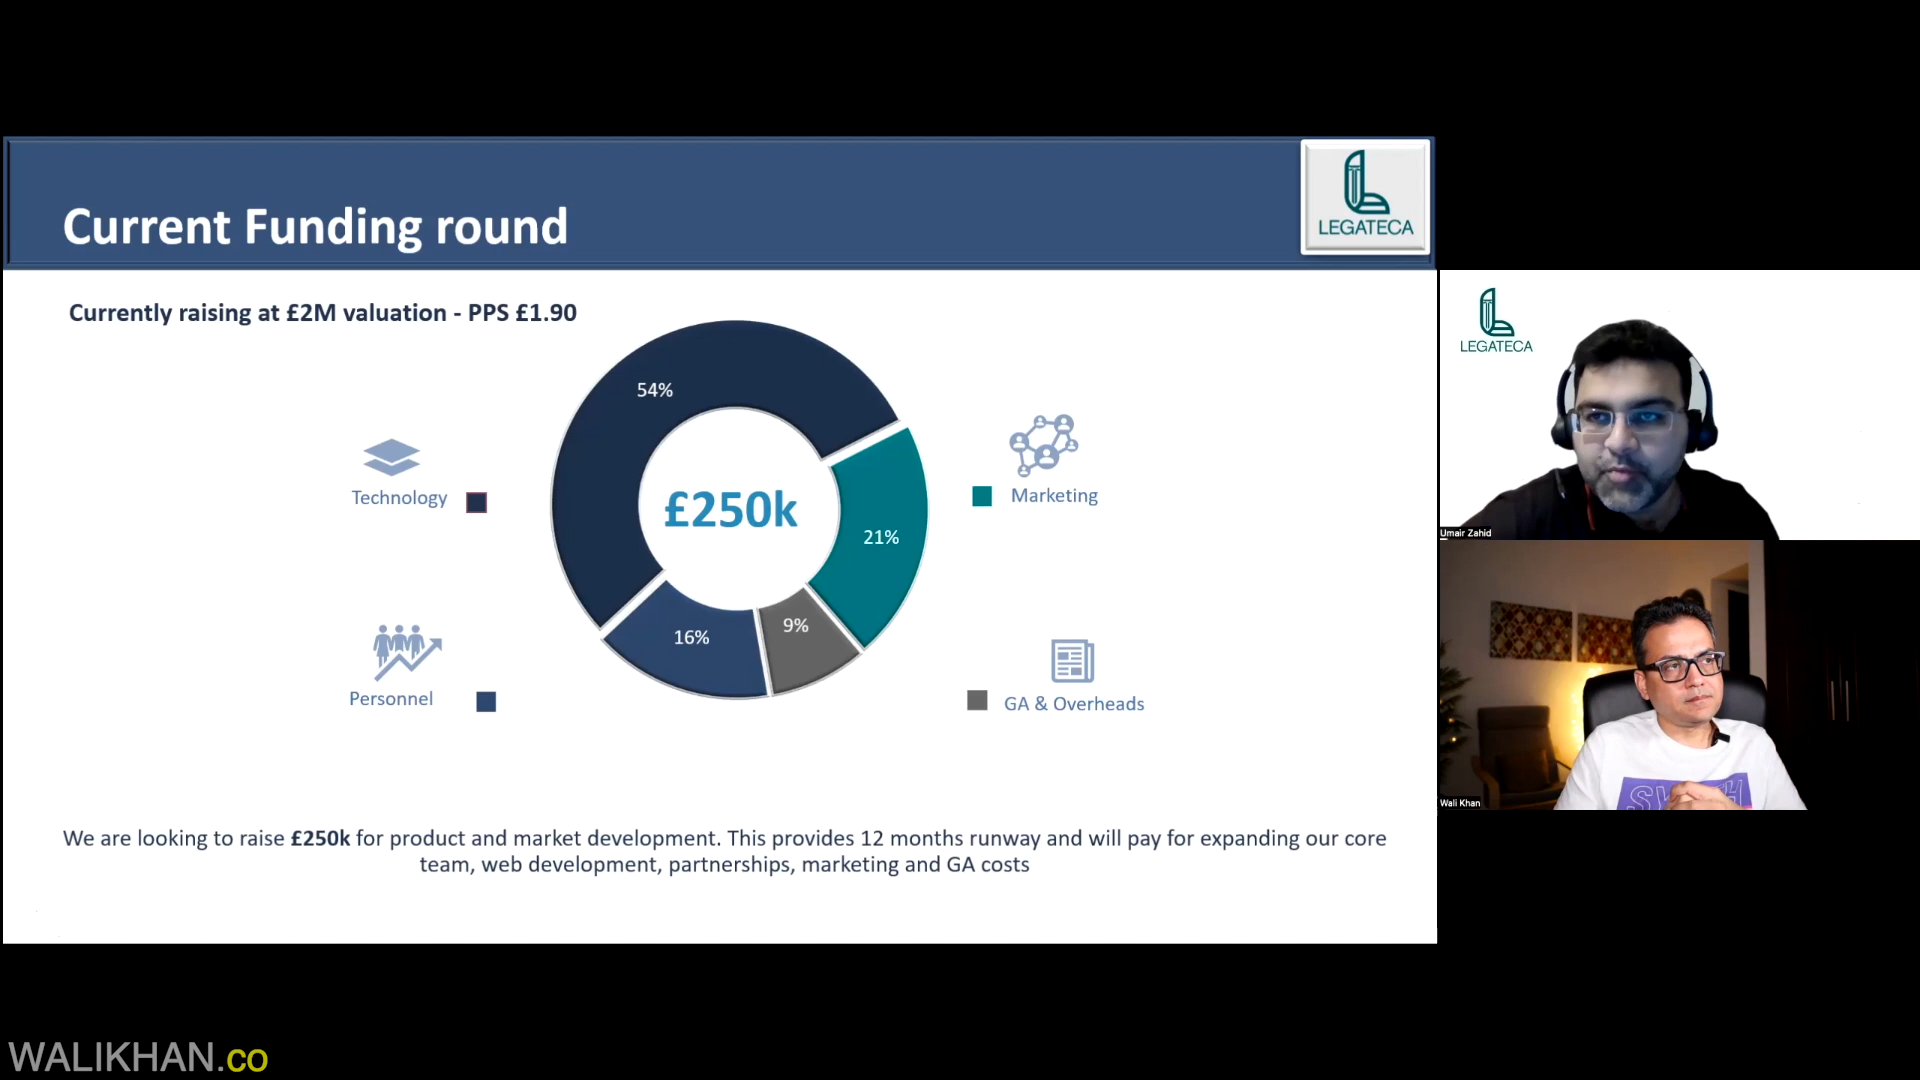 Current Funding round
LEGATECA
Currently raising at £2M valuation - PPS £1.90
54%
£250k
21%
16%
9%
Technology
Marketing
Personnel
GA & Overheads
We are looking to raise £250k for product and market development. This provides 12 months runway and will pay for expanding our core
team, web development, partnerships, marketing and GA costs
LEGATECA
Umair Zahid
Wali Khan
WALIKHAN.co